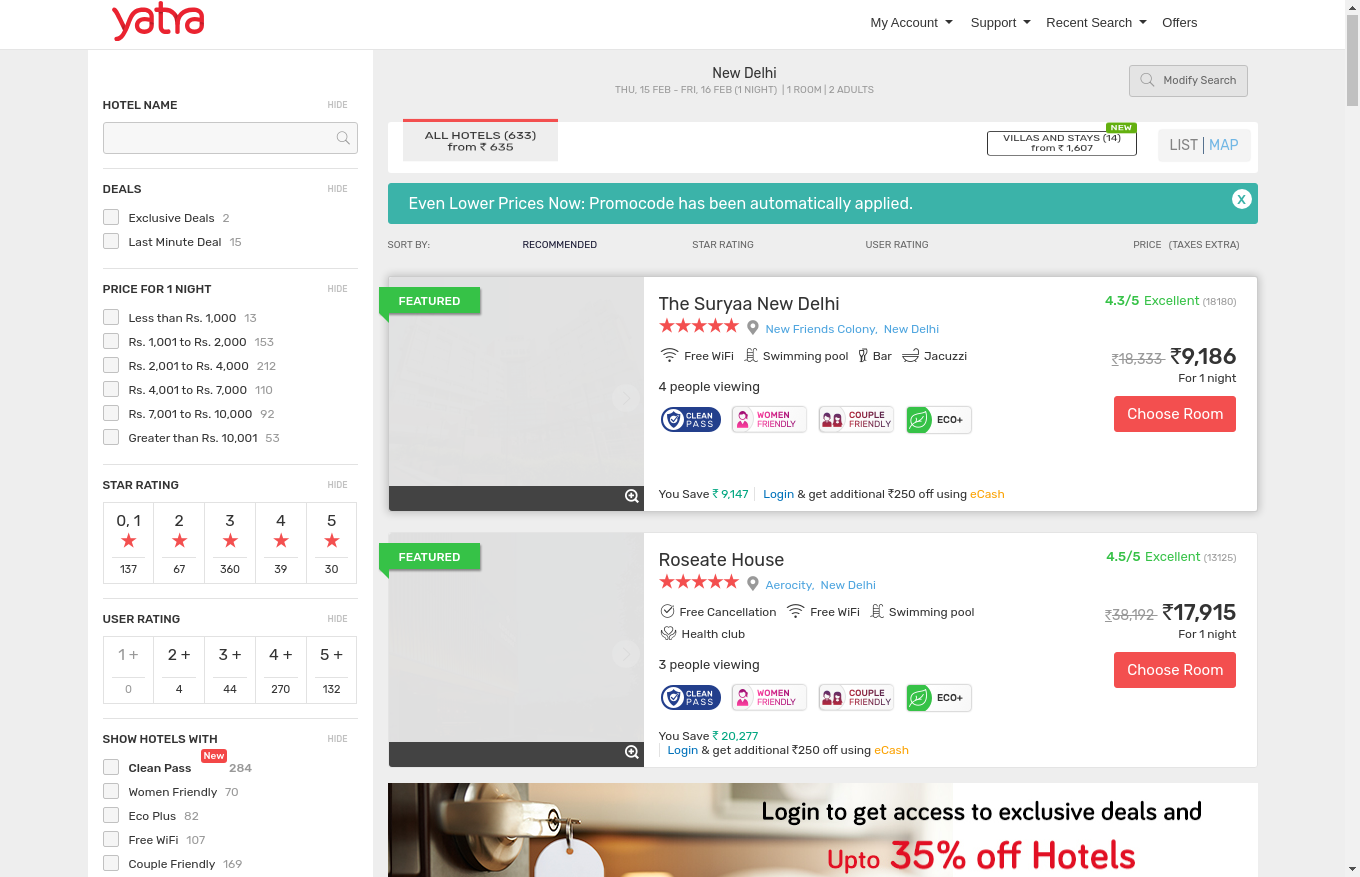 yatra
My Account
Support
Recent Search
Offers
New Delhi
THU, 15 FEB - FRI, 16 FEB (1 NIGHT) | 1 ROOM | 2 ADULTS
Modify Search
HOTEL NAME
HIDE
DEALS
HIDE
Exclusive Deals 2
Last Minute Deal 15
PRICE FOR 1 NIGHT
HIDE
Less than Rs. 1,000 13
Rs. 1,001 to Rs. 2,000 153
Rs. 2,001 to Rs. 4,000 212
Rs. 4,001 to Rs. 7,000 110
Rs. 7,001 to Rs. 10,000 92
Greater than Rs. 10,001 53
STAR RATING
HIDE
0, 1 2 3 4 5
137 67 360 39 30
USER RATING
HIDE
1 + 2 + 3 + 4 + 5 +
0 4 44 270 132
SHOW HOTELS WITH
HIDE
New
Clean Pass 284
Women Friendly 70
Eco Plus 82
Free WiFi 107
Couple Friendly 169
ALL HOTELS (633)
from ₹ 635
NEW
VILLAS AND STAYS (14)
from ₹ 1,607
LIST | MAP
Even Lower Prices Now: Promocode has been automatically applied.
X
SORT BY:
RECOMMENDED
STAR RATING
USER RATING
PRICE (TAXES EXTRA)
FEATURED
The Suryaa New Delhi
New Friends Colony, New Delhi
Free WiFi Swimming pool Bar Jacuzzi
4 people viewing
CLEAN PASS
WOMEN FRIENDLY
COUPLE FRIENDLY
ECO+
You Save ₹ 9,147
Login & get additional ₹250 off using eCash
4.3/5 Excellent (18180)
₹18,333 ₹9,186
For 1 night
Choose Room
FEATURED
Roseate House
Aerocity, New Delhi
Free Cancellation Free WiFi Swimming pool
Health club
3 people viewing
CLEAN PASS
WOMEN FRIENDLY
COUPLE FRIENDLY
ECO+
You Save ₹ 20,277
Login & get additional ₹250 off using eCash
4.5/5 Excellent (13125)
₹38,192 ₹17,915
For 1 night
Choose Room
Login to get access to exclusive deals and
Upto 35% off Hotels